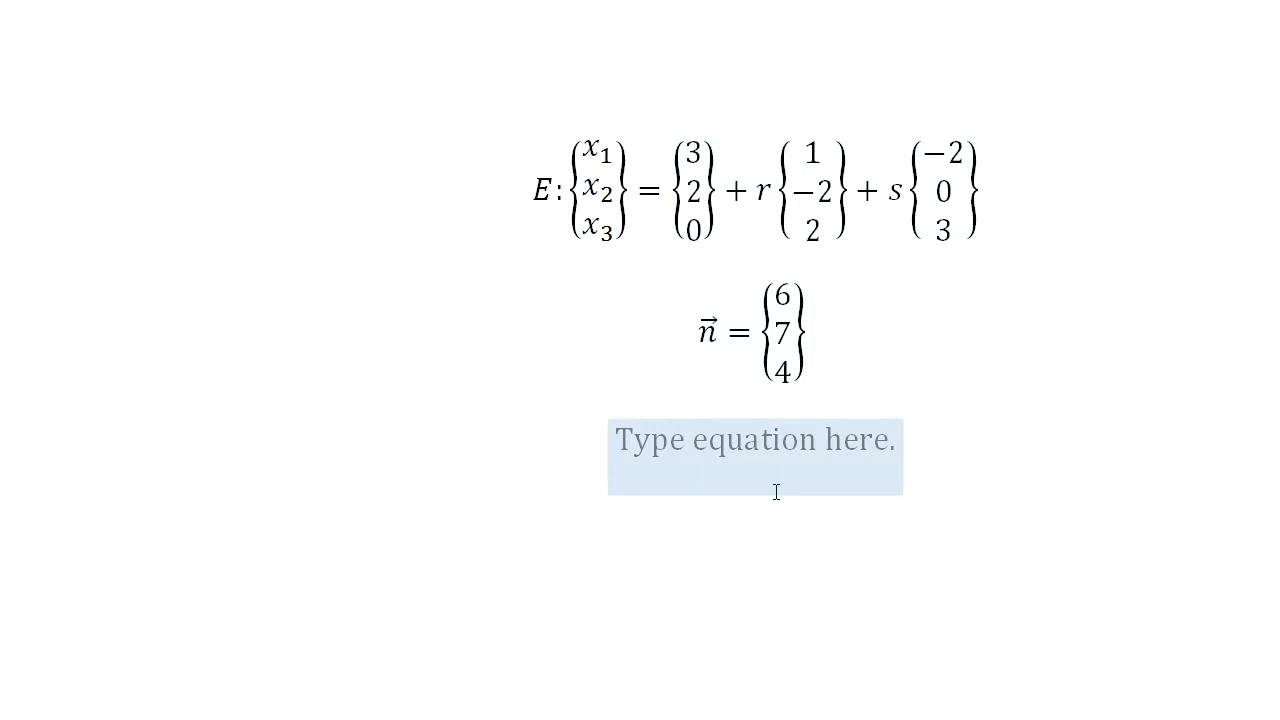 E: {x₁ x₂ x₃} = {3 2 0} + r {1 −2 2} + s {−2 0 3}
n⃗ = {6 7 4}
Type equation here.